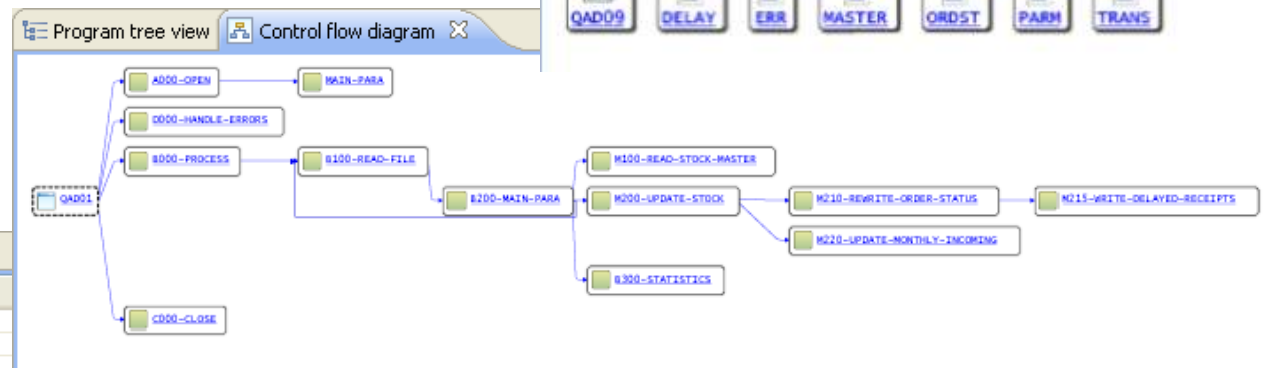 QAD09 DELAY ERR MASTER ORDST PARM TRANS
Program tree view Control flow diagram
A000-OPEN MAIN-PARA
D000-HANDLE-ERRORS
B000-PROCESS B100-READ-FILE M100-READ-STOCK-MASTER
QAD01 B200-MAIN-PARA M200-UPDATE-STOCK M210-REWRITE-ORDER-STATUS M215-WRITE-DELAYED-RECEIPTS
M220-UPDATE-MONTHLY-INCOMING
B300-STATISTICS
C000-CLOSE